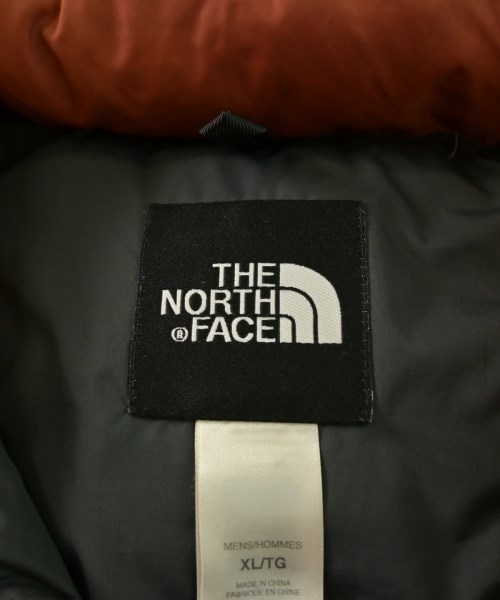 THE
NORTH
®FACE
MENS/HOMMES
XL/TG
MADE IN CHINA
FABRIQUÉ EN CHINE